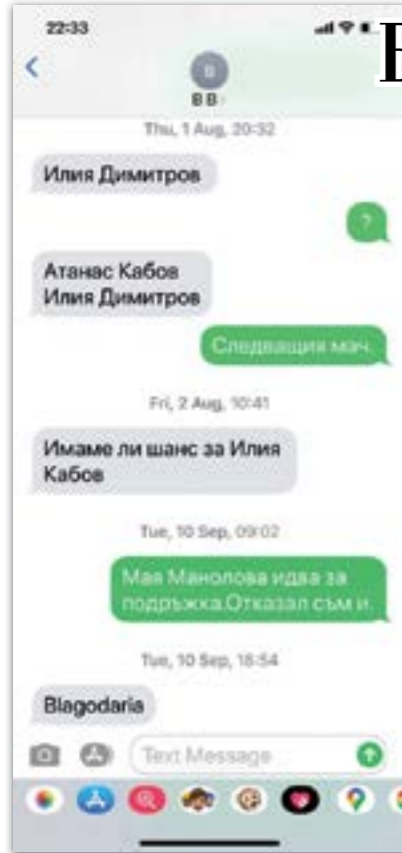 22:33
B
B B
Thu, 1 Aug, 20:32
Илия Димитров
?
Атанас Кабов
Илия Димитров
Следващия мач.
Fri, 2 Aug, 10:41
Имаме ли шанс за Илия
Кабов
Tue, 10 Sep, 09:02
Мая Манолова идва за
подръжка.Отказал съм и.
Tue, 10 Sep, 18:54
Blagodaria
Text Message